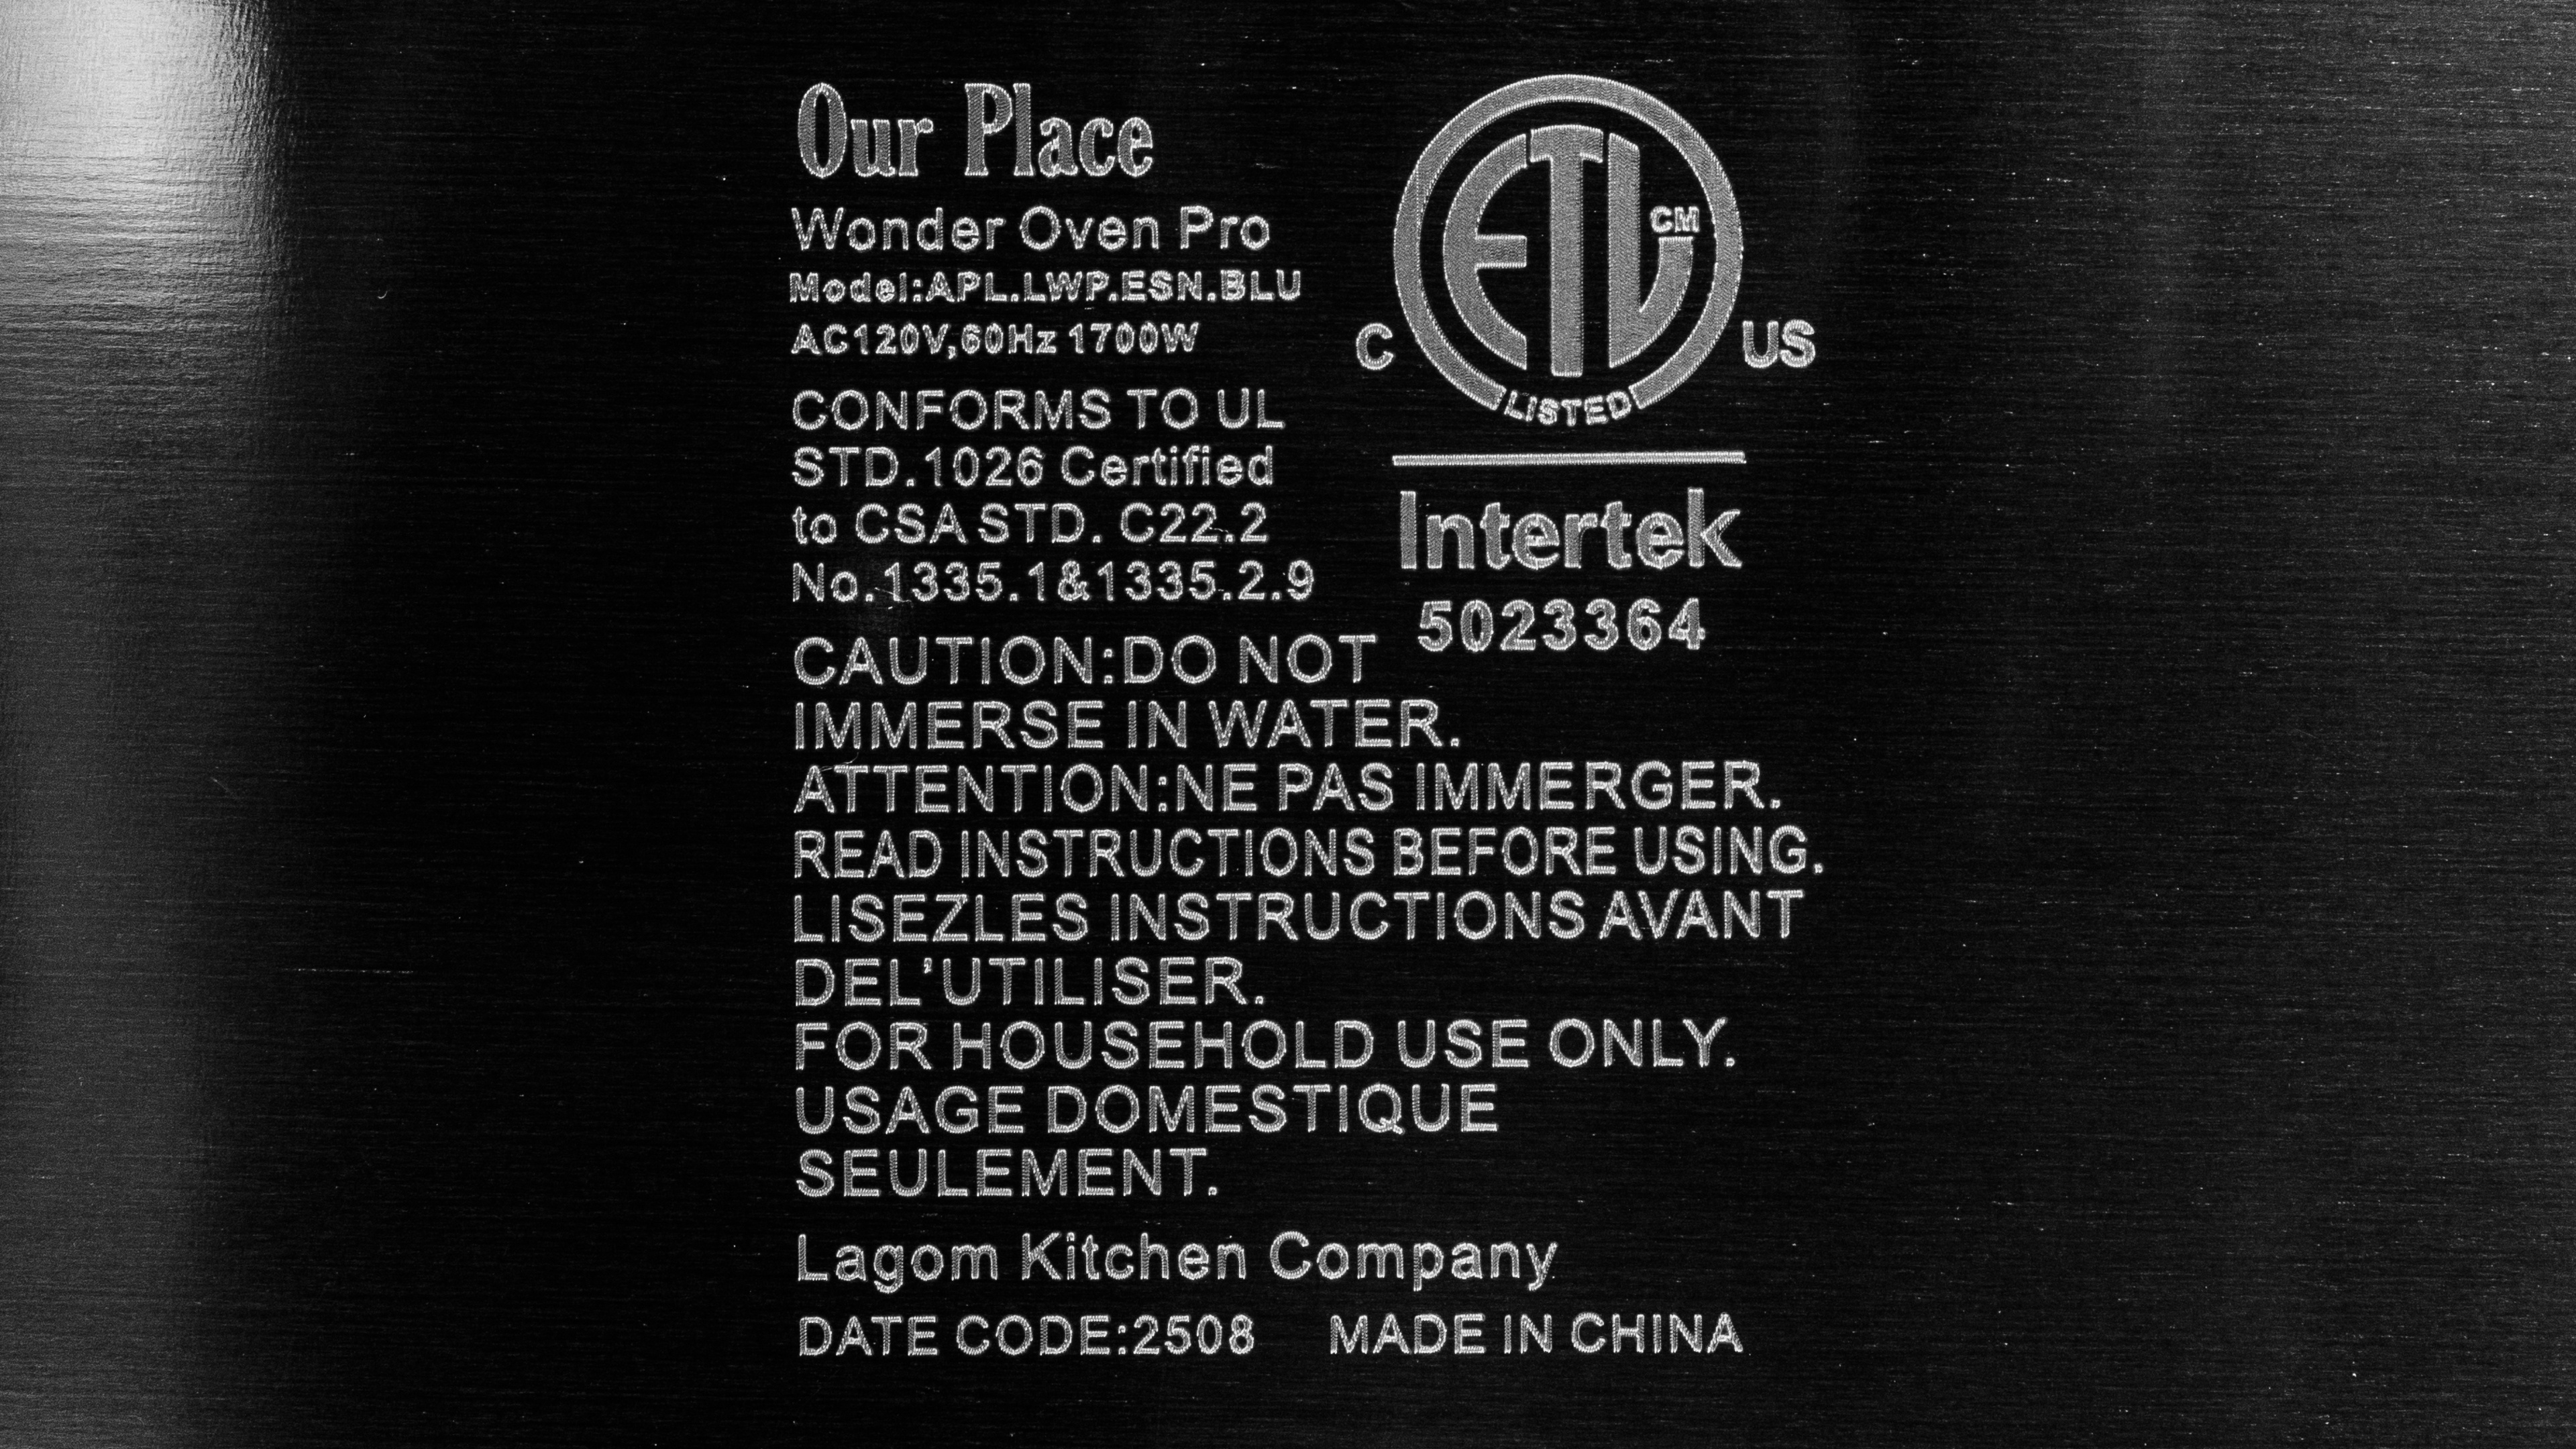 Our Place
Wonder Oven Pro
Model:APL.LWP.ESN.BLU
AC120V,60Hz 1700W
CONFORMS TO UL
STD.1026 Certified
to CSA STD. C22.2
No.1335.1&1335.2.9
ETL CM
C US
LISTED
Intertek
5023364
CAUTION:DO NOT
IMMERSE IN WATER.
ATTENTION:NE PAS IMMERGER.
READ INSTRUCTIONS BEFORE USING.
LISEZLES INSTRUCTIONS AVANT
DEL'UTILISER.
FOR HOUSEHOLD USE ONLY.
USAGE DOMESTIQUE
SEULEMENT.
Lagom Kitchen Company
DATE CODE:2508 MADE IN CHINA